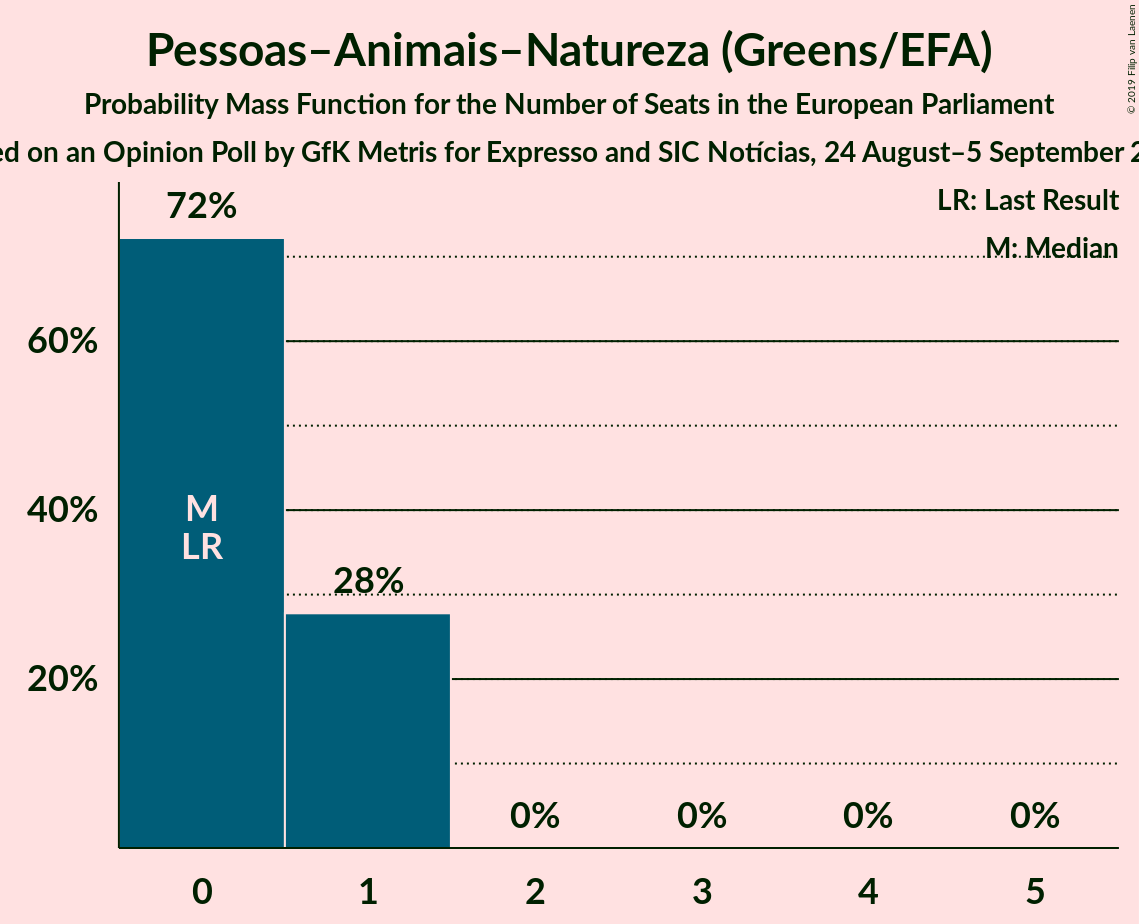 Pessoas–Animais–Natureza (Greens/EFA)
Probability Mass Function for the Number of Seats in the European Parliament
on an Opinion Poll by GfK Metris for Expresso and SIC Notícias, 24 August–5 September
© 2019 Filip van Laenen
LR: Last Result
M: Median
72%
60%
40%
20%
M
LR
28%
0% 0% 0% 0%
0 1 2 3 4 5